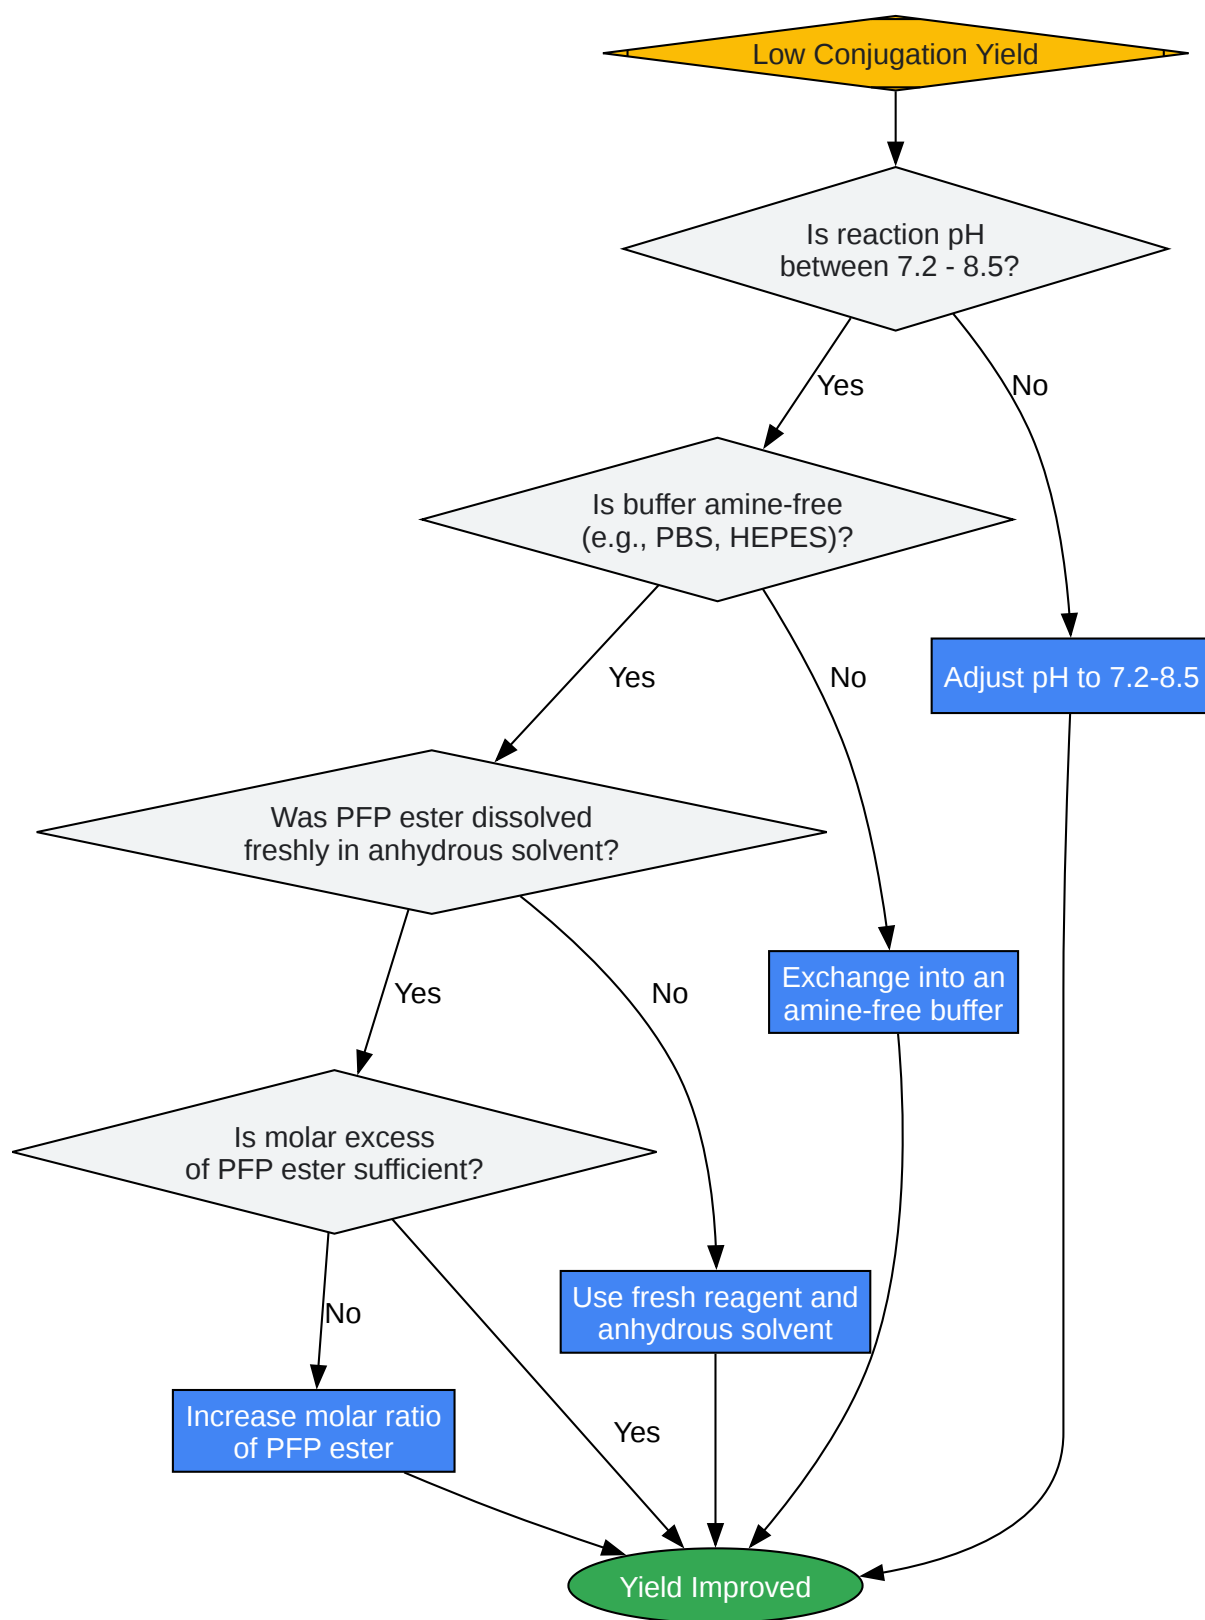 Low Conjugation Yield
Is reaction pH
between 7.2 - 8.5?
Yes
No
Is buffer amine-free
(e.g., PBS, HEPES)?
Yes
No
Adjust pH to 7.2-8.5
Was PFP ester dissolved
freshly in anhydrous solvent?
Yes
No
Exchange into an
amine-free buffer
Is molar excess
of PFP ester sufficient?
No
Yes
Use fresh reagent and
anhydrous solvent
Increase molar ratio
of PFP ester
Yield Improved